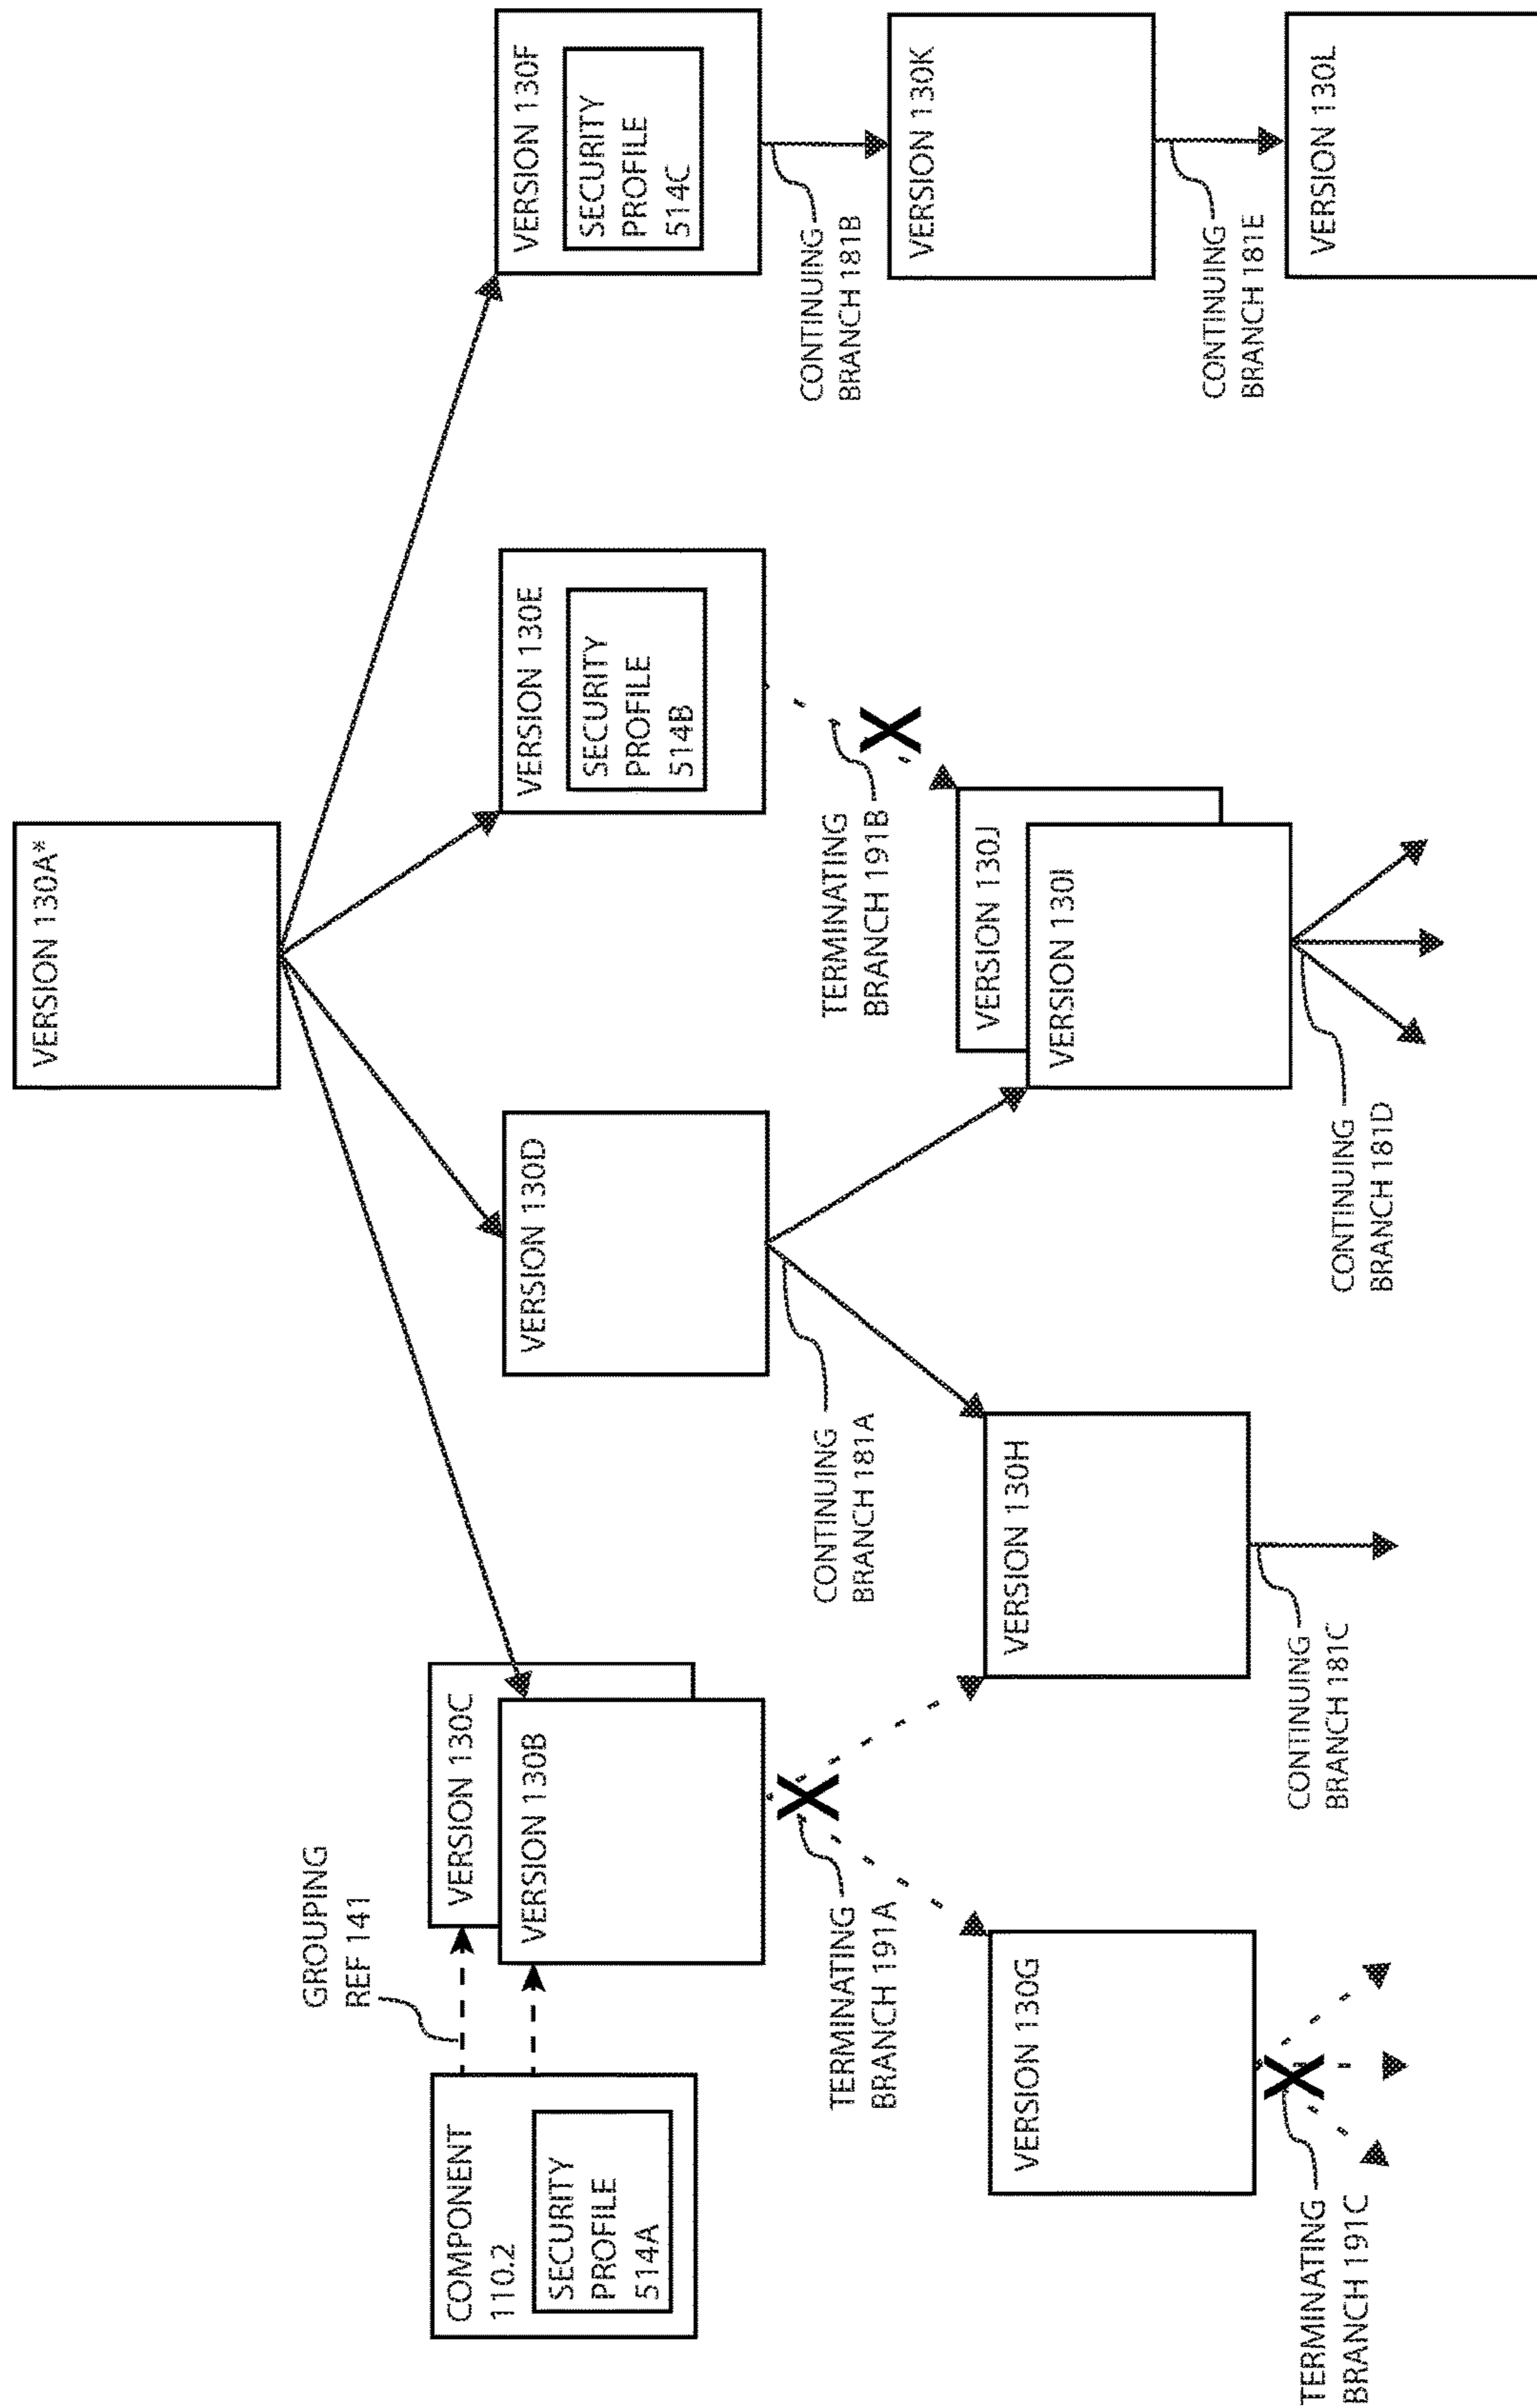 VERSION 130A*
GROUPING
REF 141
COMPONENT
110.2
SECURITY
PROFILE
514A
VERSION 130C
VERSION 130B
VERSION 130D
VERSION 130E
SECURITY
PROFILE
514B
VERSION 130F
SECURITY
PROFILE
514C
TERMINATING
BRANCH 191A
CONTINUING
BRANCH 181A
TERMINATING
BRANCH 191B
CONTINUING
BRANCH 181B
VERSION 130G
VERSION 130H
VERSION 130J
VERSION 130I
VERSION 130K
TERMINATING
BRANCH 191C
CONTINUING
BRANCH 181C
CONTINUING
BRANCH 181D
CONTINUING
BRANCH 181E
VERSION 130L